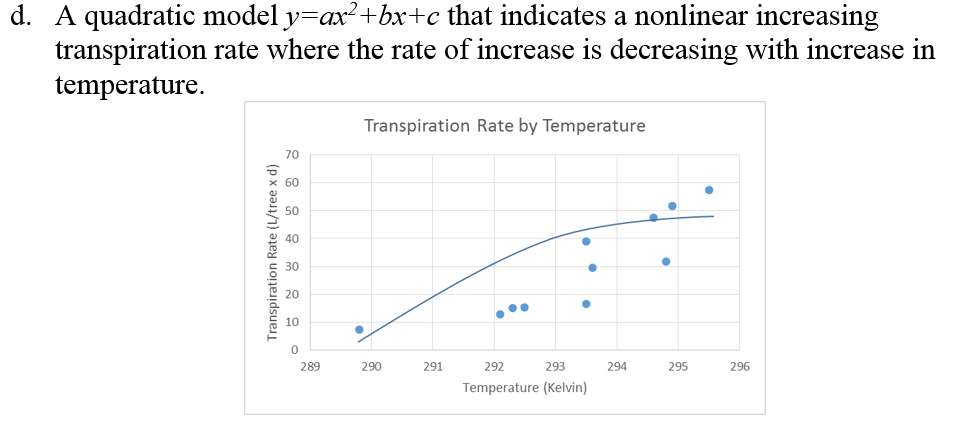 d. A quadratic model y=ax²+bx+c that indicates a nonlinear increasing
transpiration rate where the rate of increase is decreasing with increase in
temperature.
Transpiration Rate by Temperature
Transpiration Rate (L/tree x d)
70
60
50
40
30
20
10
0
289 290 291 292 293 294 295 296
Temperature (Kelvin)